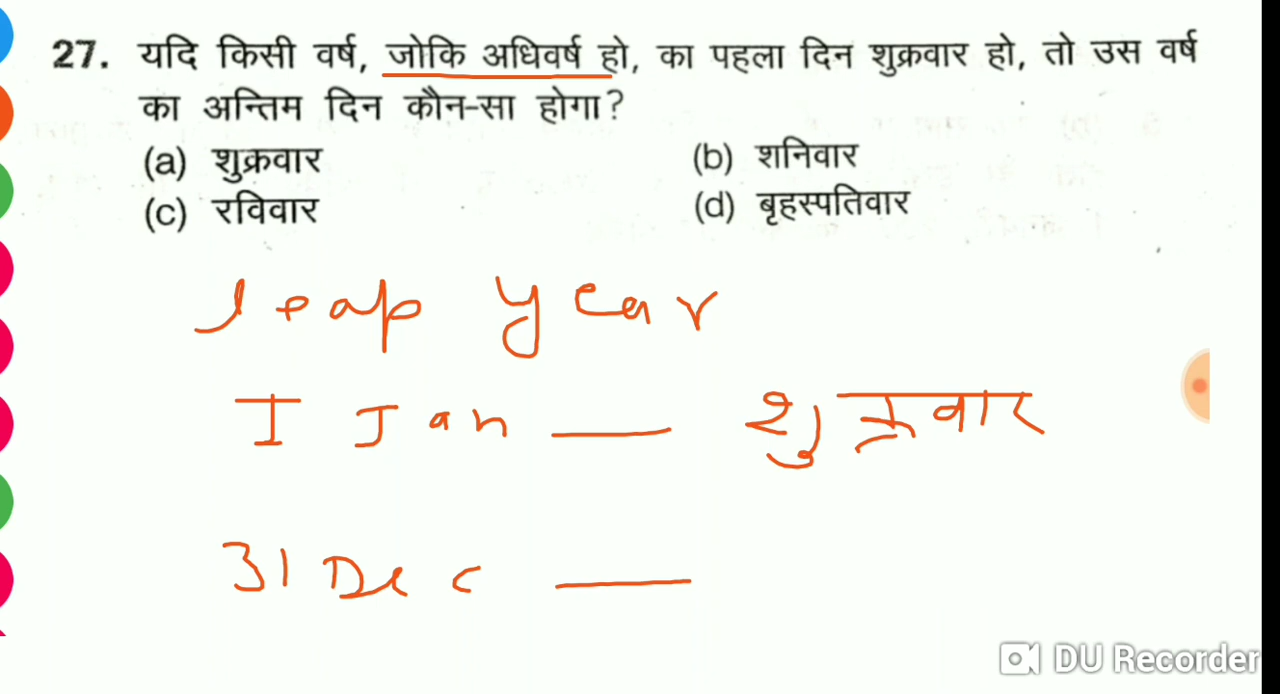 27. यदि किसी वर्ष, जोकि अधिवर्ष हो, का पहला दिन शुक्रवार हो, तो उस वर्ष
का अन्तिम दिन कौन-सा होगा?
(a) शुक्रवार (b) शनिवार
(c) रविवार (d) बृहस्पतिवार
leap year
1 Jan — शुक्रवार
31 Dec —
DU Recorder